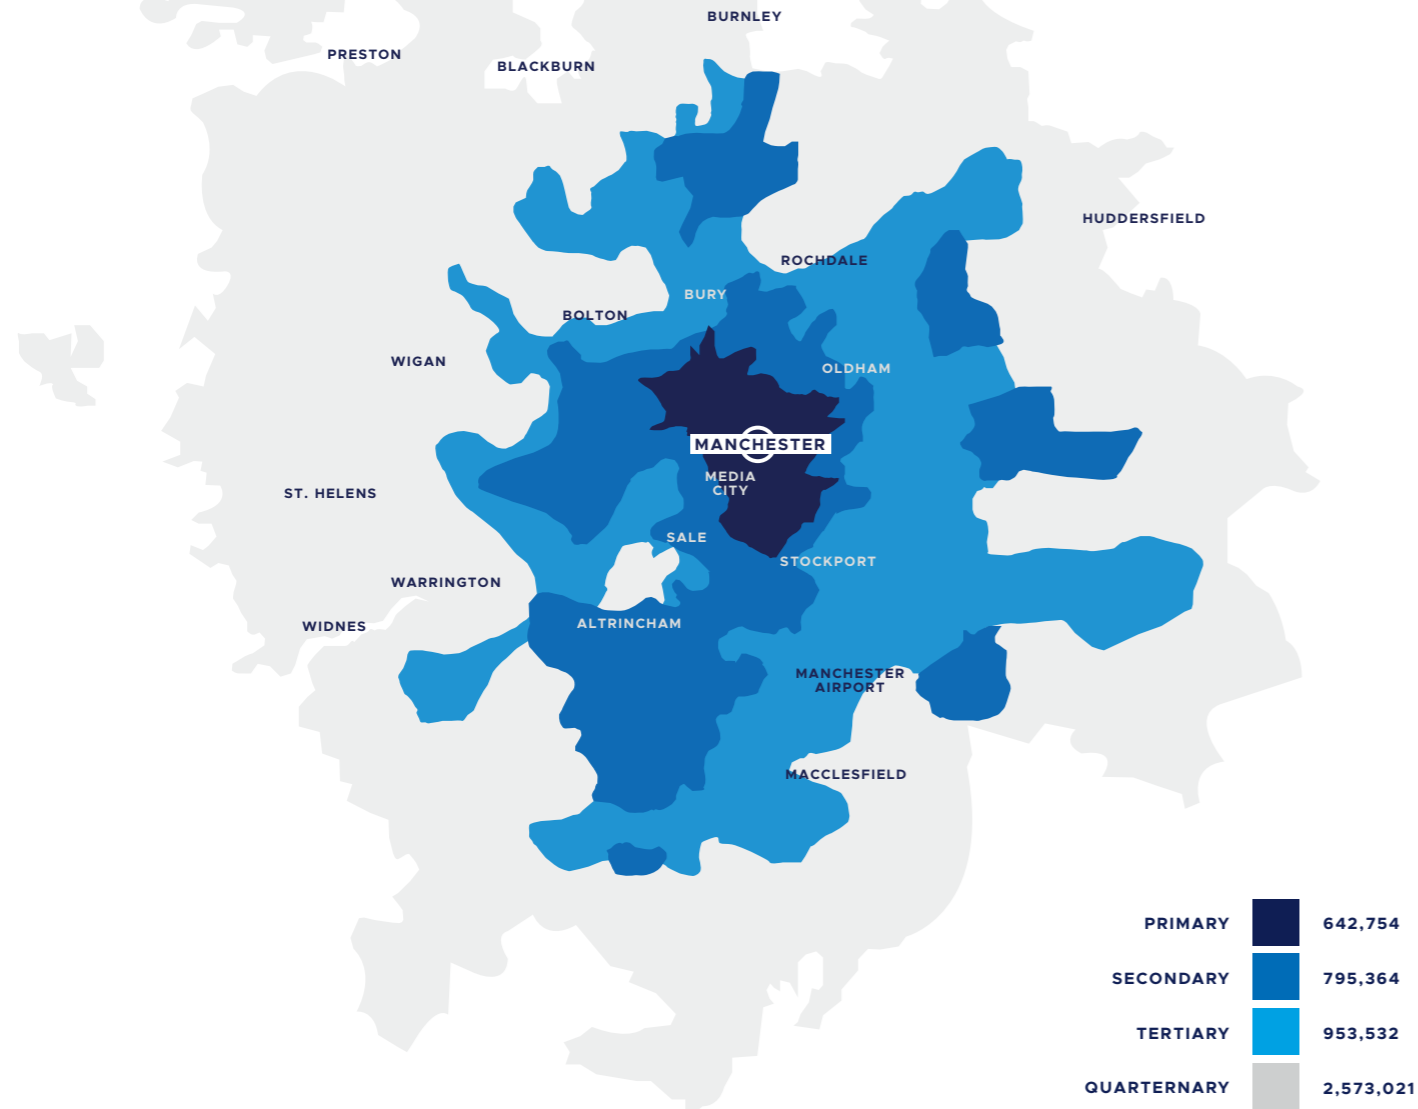 BURNLEY
PRESTON
BLACKBURN
HUDDERSFIELD
ROCHDALE
BURY
BOLTON
WIGAN
OLDHAM
MANCHESTER
MEDIA
CITY
ST. HELENS
SALE
STOCKPORT
WARRINGTON
WIDNES
ALTRINCHAM
MANCHESTER
AIRPORT
MACCLESFIELD
PRIMARY 642,754
SECONDARY 795,364
TERTIARY 953,532
QUARTERNARY 2,573,021